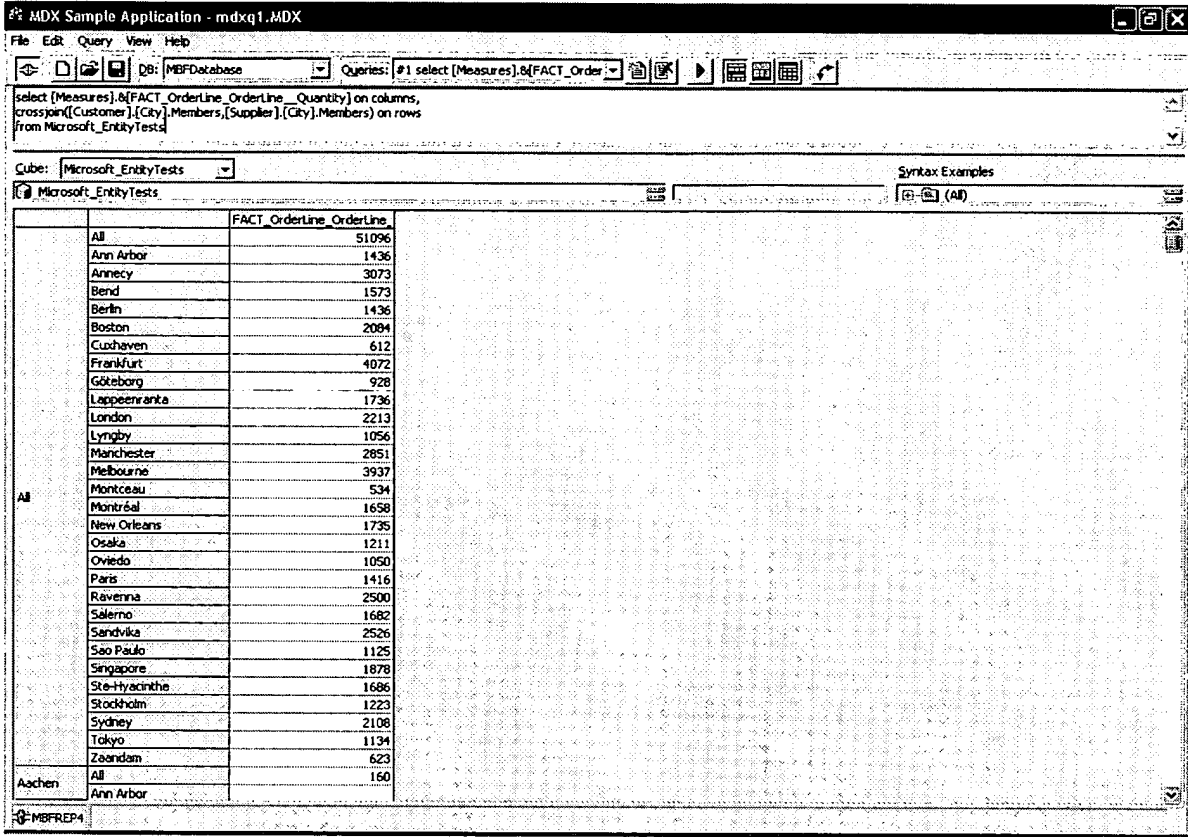 MDX Sample Application - mdxq1.MDX
File Edit Query View Help
DB: MBFDatabase Queries: #1 select [Measures].&[FACT_Order
select [Measures].&[FACT_OrderLine_OrderLine__Quantity] on columns,
crossjoin([Customer].[City].Members,[Supplier].[City].Members) on rows
from Microsoft_EntityTests
Cube: Microsoft_EntityTests Syntax Examples
Microsoft_EntityTests (All)
FACT_OrderLine_OrderLine_
All 51096
Ann Arbor 1436
Annecy 3073
Bend 1573
Berlin 1436
Boston 2084
Cuxhaven 612
Frankfurt 4072
Göteborg 928
Lappeenranta 1736
London 2213
Lyngby 1056
Manchester 2851
Melbourne 3937
All Montceau 534
Montréal 1658
New Orleans 1735
Osaka 1211
Oviedo 1050
Paris 1416
Ravenna 2500
Salerno 1682
Sandvika 2526
Sao Paulo 1125
Singapore 1878
Ste-Hyacinthe 1686
Stockholm 1223
Sydney 2108
Tokyo 1134
Zaandam 623
Aachen All 160
Ann Arbor
MBFREP4